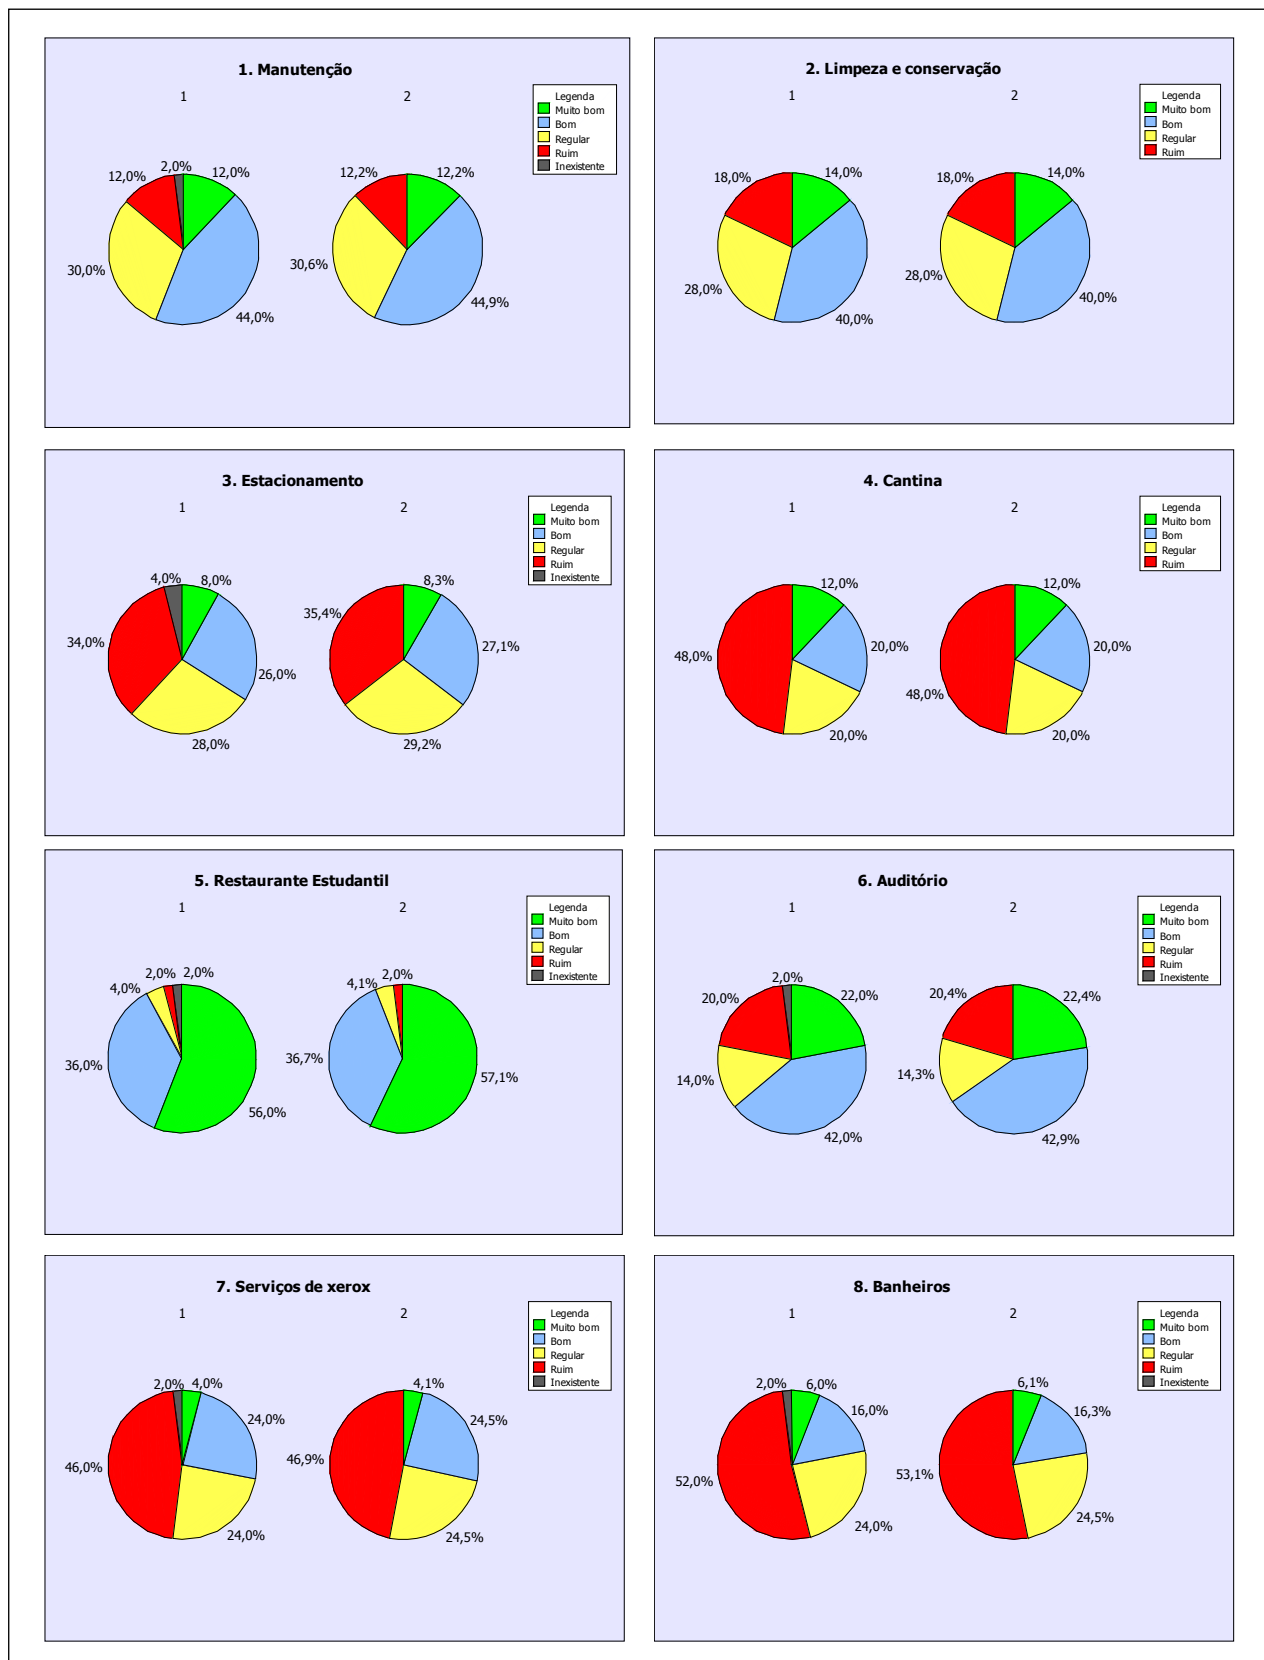 1. Manutenção
1
2
Legenda
Muito bom
Bom
Regular
Ruim
Inexistente
2,0%
12,0%
12,0%
30,0%
44,0%
12,2%
12,2%
30,6%
44,9%
2. Limpeza e conservação
1
2
Legenda
Muito bom
Bom
Regular
Ruim
18,0%
14,0%
28,0%
40,0%
18,0%
14,0%
28,0%
40,0%
3. Estacionamento
1
2
Legenda
Muito bom
Bom
Regular
Ruim
Inexistente
4,0%
8,0%
34,0%
26,0%
28,0%
8,3%
35,4%
27,1%
29,2%
4. Cantina
1
2
Legenda
Muito bom
Bom
Regular
Ruim
12,0%
20,0%
48,0%
20,0%
12,0%
20,0%
48,0%
20,0%
5. Restaurante Estudantil
1
2
Legenda
Muito bom
Bom
Regular
Ruim
Inexistente
2,0%
2,0%
4,0%
36,0%
56,0%
2,0%
4,1%
36,7%
57,1%
6. Auditório
1
2
Legenda
Muito bom
Bom
Regular
Ruim
Inexistente
2,0%
20,0%
22,0%
14,0%
42,0%
20,4%
22,4%
14,3%
42,9%
7. Serviços de xerox
1
2
Legenda
Muito bom
Bom
Regular
Ruim
Inexistente
2,0%
4,0%
24,0%
46,0%
24,0%
4,1%
24,5%
46,9%
24,5%
8. Banheiros
1
2
Legenda
Muito bom
Bom
Regular
Ruim
Inexistente
2,0%
6,0%
16,0%
52,0%
24,0%
6,1%
16,3%
53,1%
24,5%